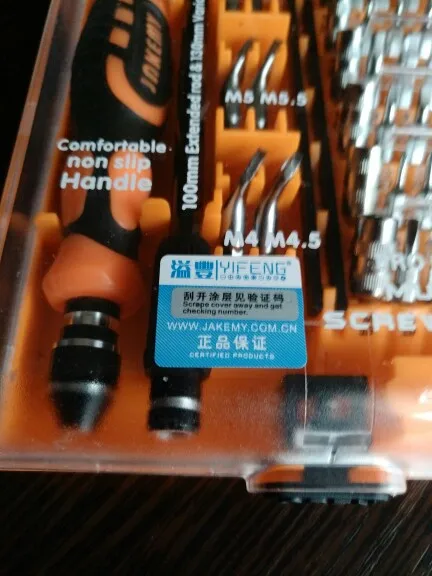 JAKEMY
Comfortable
non slip
Handle
100mm Extended rod &
M5 M5.5
M4 M4.5
溢豐 YIFENG
刮开涂层见验证码
Scrape cover away and get
checking number.
WWW.JAKEMY.COM.CN
正品保证
CERTIFIED PRODUCTS
SCREW